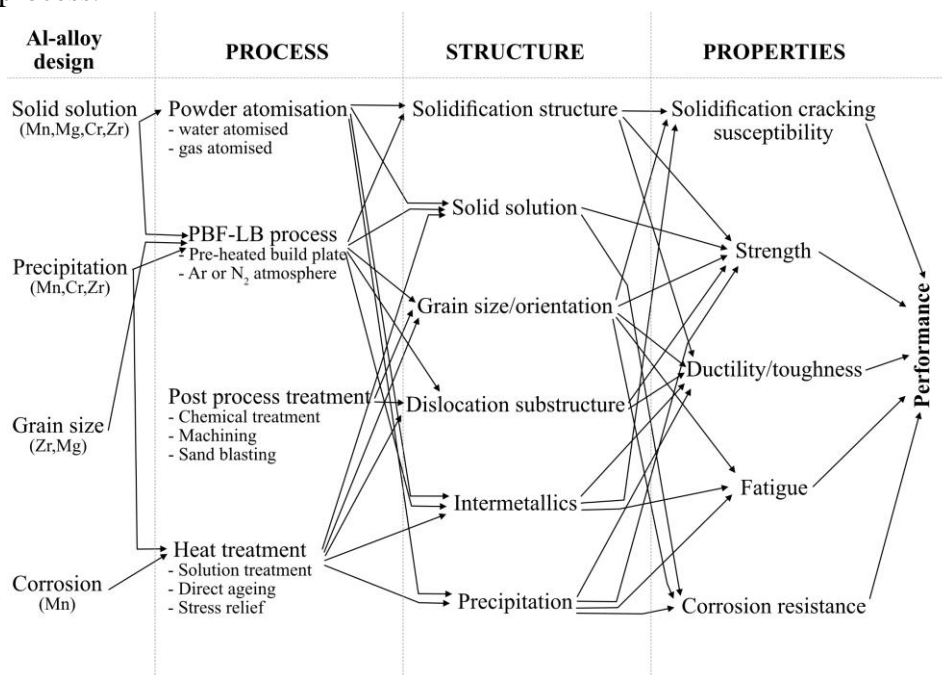 process.
Al-alloy
design
PROCESS
STRUCTURE
PROPERTIES
Solid solution
(Mn,Mg,Cr,Zr)
Precipitation
(Mn,Cr,Zr)
Grain size
(Zr,Mg)
Corrosion
(Mn)
Powder atomisation
- water atomised
- gas atomised
PBF-LB process
- Pre-heated build plate
- Ar or N₂ atmosphere
Post process treatment
- Chemical treatment
- Machining
- Sand blasting
Heat treatment
- Solution treatment
- Direct ageing
- Stress relief
Solidification structure
Solid solution
Grain size/orientation
Dislocation substructure
Intermetallics
Precipitation
Solidification cracking
susceptibility
Strength
Ductility/toughness
Fatigue
Corrosion resistance
Performance